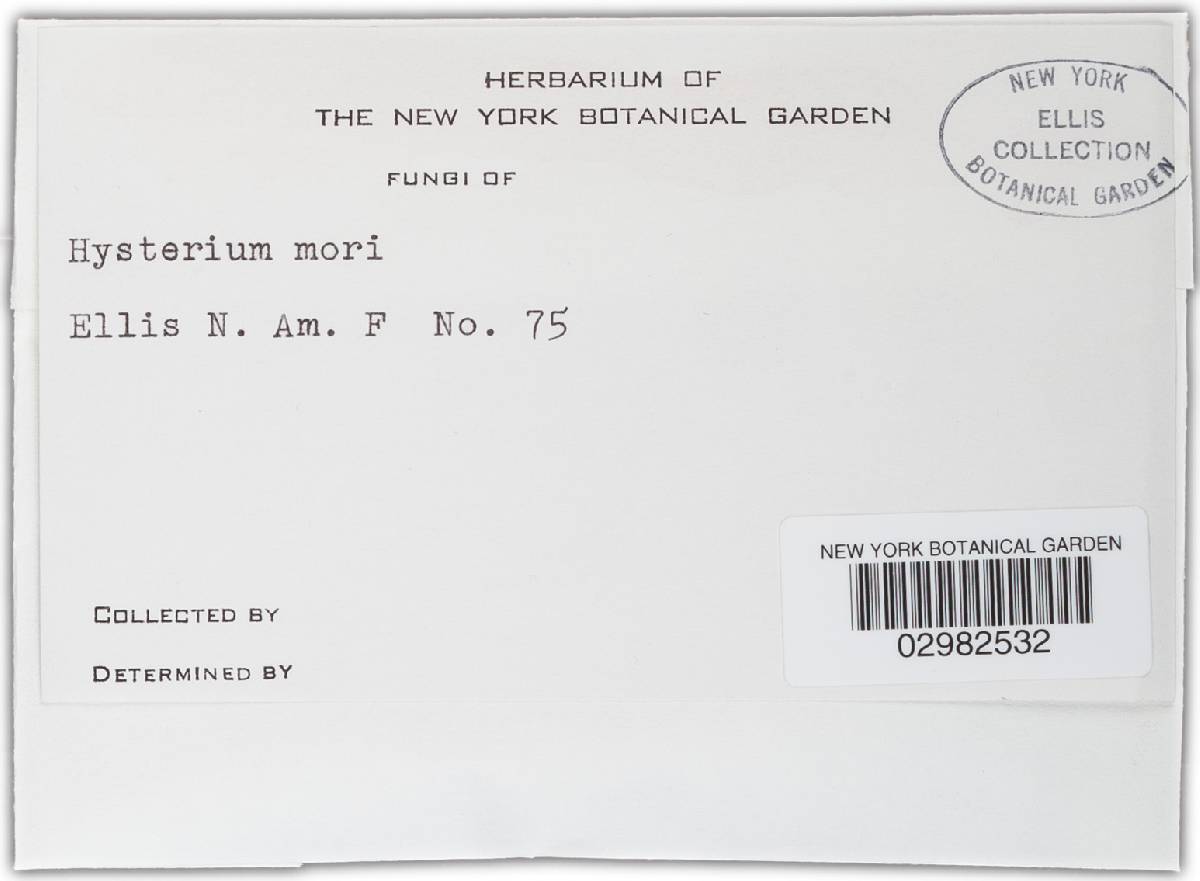 HERBARIUM OF
THE NEW YORK BOTANICAL GARDEN
FUNGI OF
NEW YORK
ELLIS
COLLECTION
BOTANICAL GARDEN
Hysterium mori
Ellis N. Am. F No. 75
COLLECTED BY
DETERMINED BY
NEW YORK BOTANICAL GARDEN
02982532